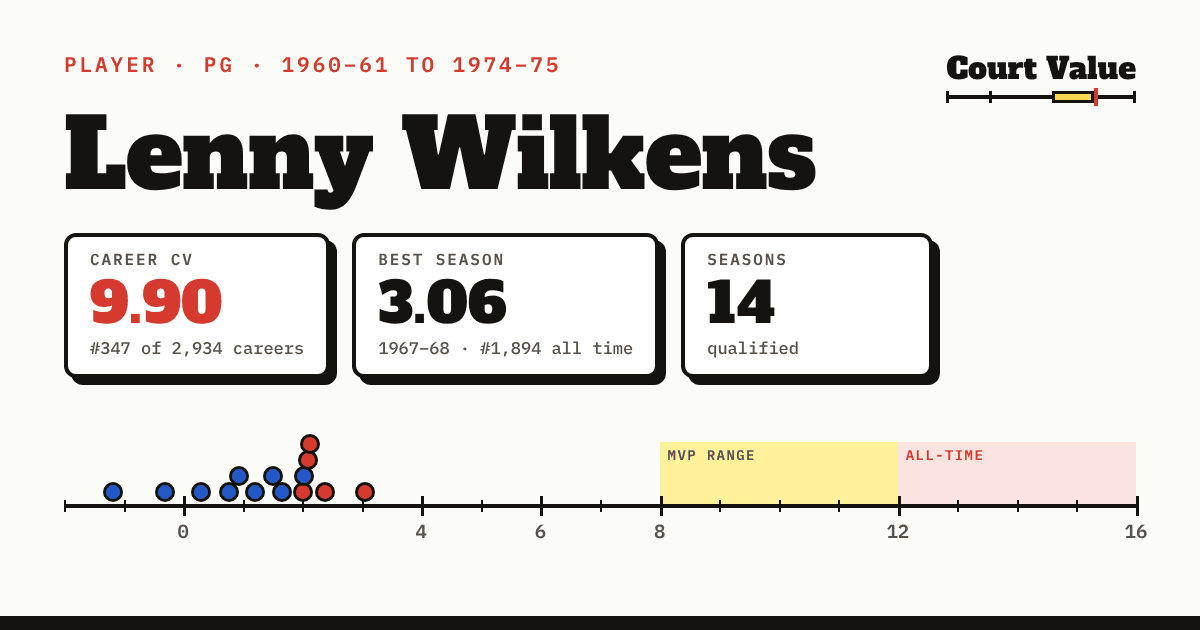 PLAYER · PG · 1960–61 TO 1974–75
Court Value
Lenny Wilkens
CAREER CV
9.90
#347 of 2,934 careers
BEST SEASON
3.06
1967–68 · #1,894 all time
SEASONS
14
qualified
MVP RANGE
ALL-TIME
0 4 6 8 12 16